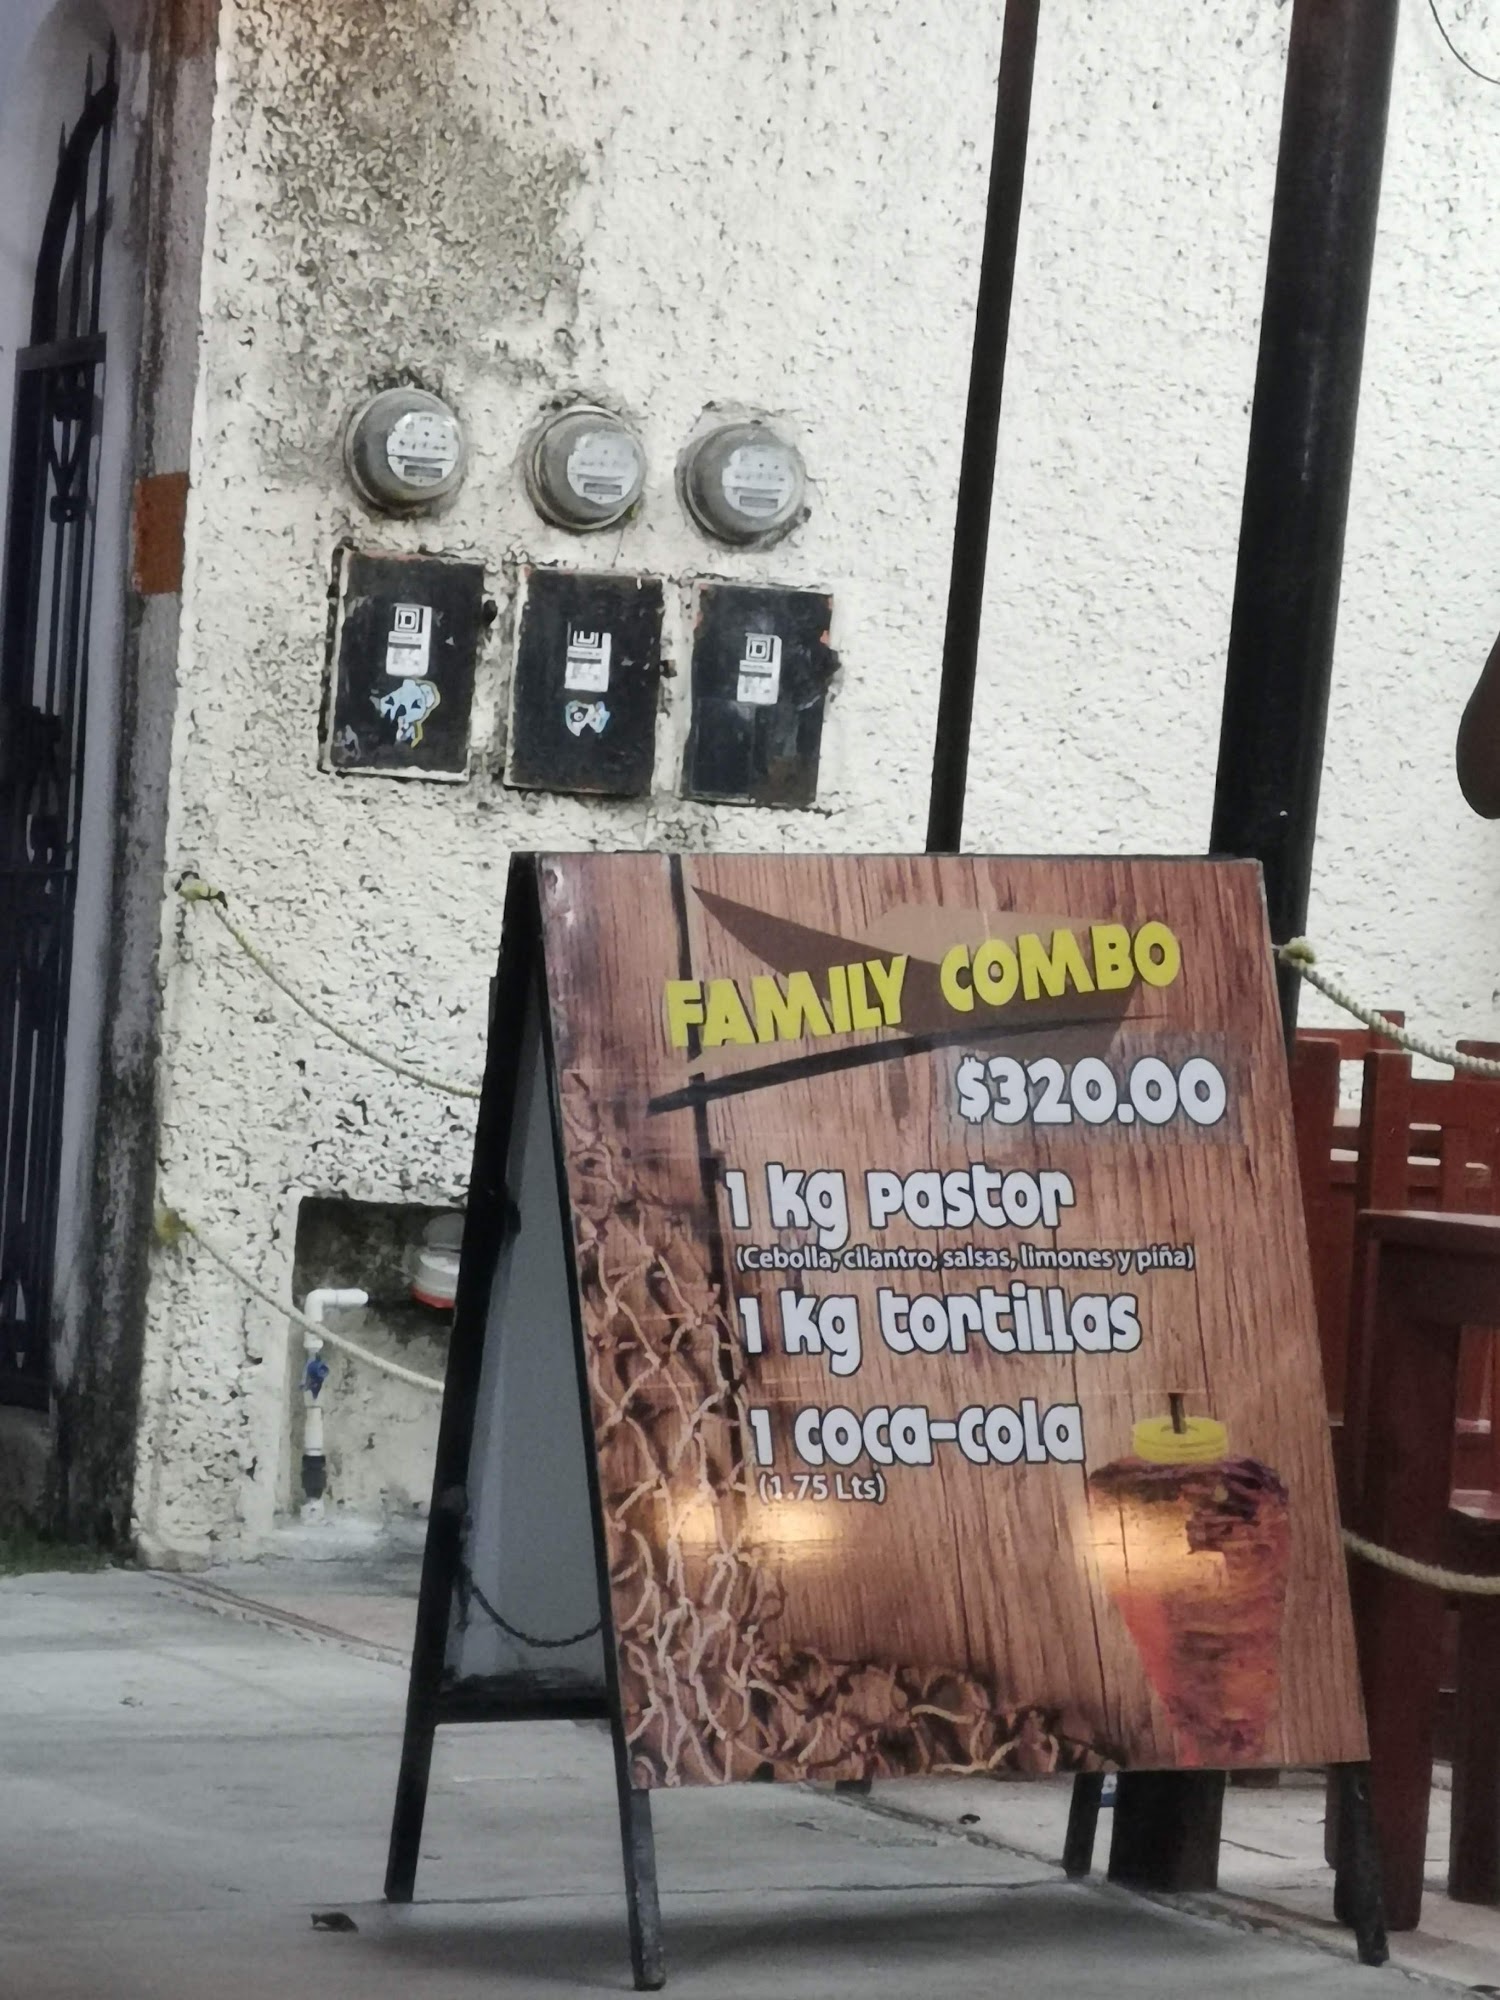 FAMILY COMBO
$320.00
1 kg pastor
(Cebolla, cilantro, salsas, limones y piña)
1 kg tortillas
1 coca-cola
(1.75 Lts)